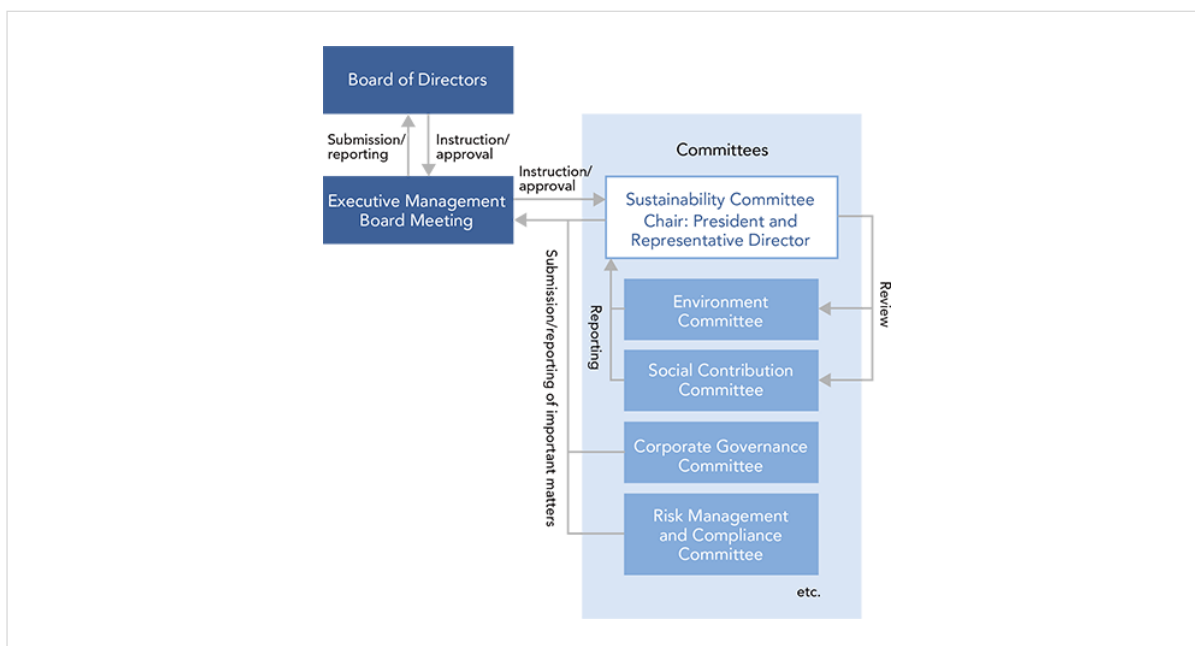 Board of Directors
Submission/
reporting
Instruction/
approval
Executive Management
Board Meeting
Instruction/
approval
Submission/reporting of important matters
Committees
Sustainability Committee
Chair: President and
Representative Director
Reporting
Review
Environment
Committee
Social Contribution
Committee
Corporate Governance
Committee
Risk Management
and Compliance
Committee
etc.